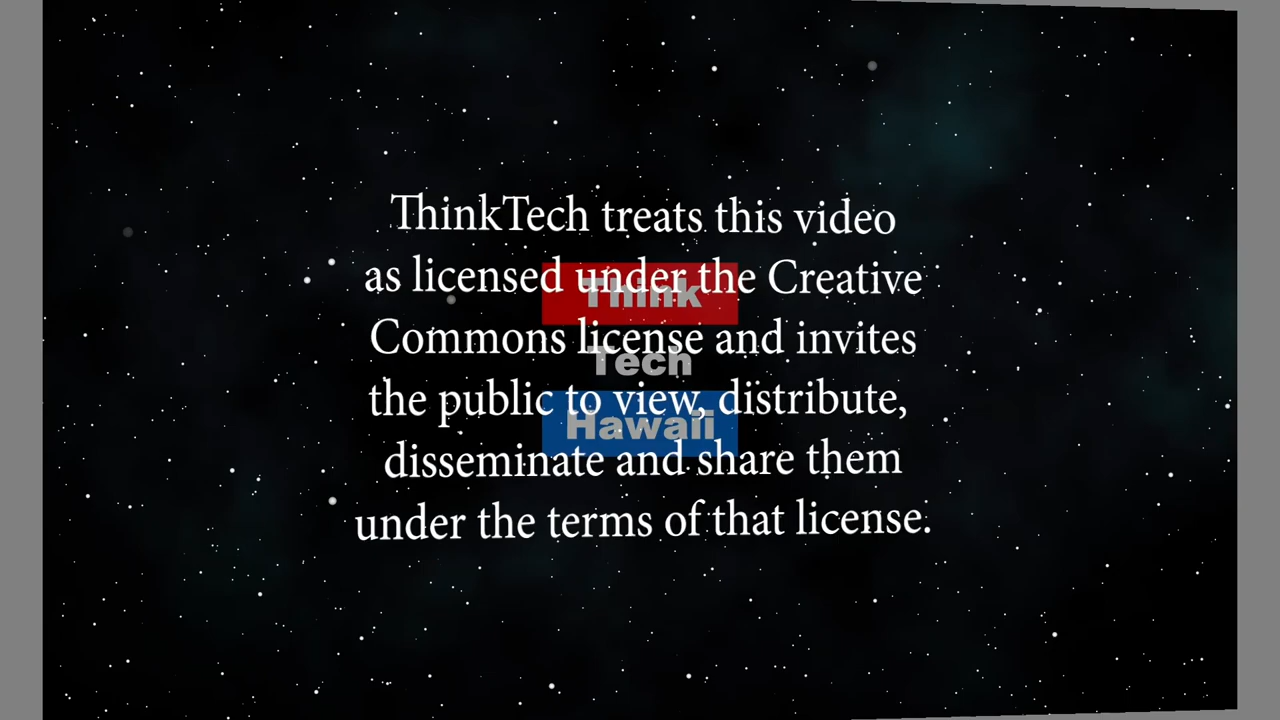 ThinkTech treats this video
as licensed under the Creative
Think
Commons license and invites
Tech
the public to view, distribute,
Hawaii
disseminate and share them
under the terms of that license.